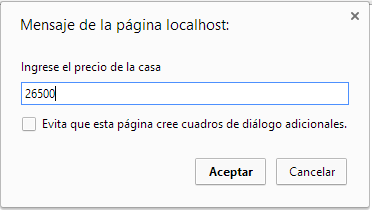 Mensaje de la página localhost:
Ingrese el precio de la casa
26500
Evita que esta página cree cuadros de diálogo adicionales.
Aceptar
Cancelar